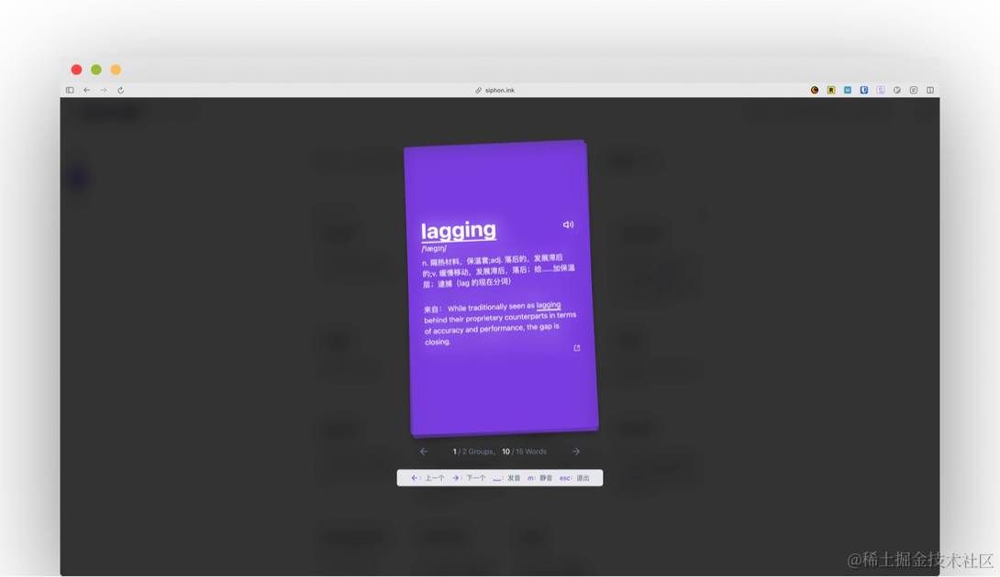 siphon.ink
lagging
/ˈlæɡɪŋ/
n. 隔热材料，保温套;adj. 落后的，发展滞后
的;v. 缓慢移动，发展滞后，落后；给……加保温
层；逮捕（lag 的现在分词）
来自： While traditionally seen as lagging
behind their proprietary counterparts in terms
of accuracy and performance, the gap is
closing.
1 / 2 Groups， 10 / 15 Words
←： 上一个 →： 下一个 ⎵： 发音 m： 静音 esc： 退出
@稀土掘金技术社区